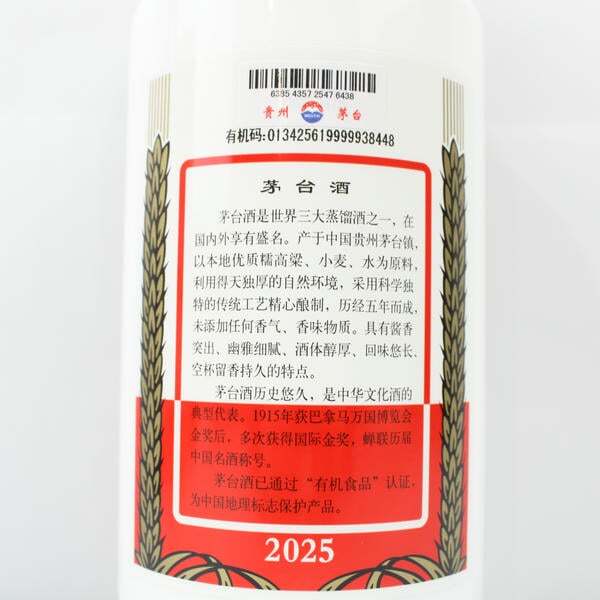 6385 4357 2547 6438
贵州 茅台
有机码:013425619999938448
茅台酒
茅台酒是世界三大蒸馏酒之一，在
国内外享有盛名。产于中国贵州茅台镇，
以本地优质糯高粱、小麦、水为原料，
利用得天独厚的自然环境，采用科学独
特的传统工艺精心酿制，历经五年而成，
未添加任何香气、香味物质。具有酱香
突出、幽雅细腻、酒体醇厚、回味悠长、
空杯留香持久的特点。
茅台酒历史悠久，是中华文化酒的
典型代表。1915年获巴拿马万国博览会
金奖后，多次获得国际金奖，蝉联历届
中国名酒称号。
茅台酒已通过“有机食品”认证，
为中国地理标志保护产品。
2025